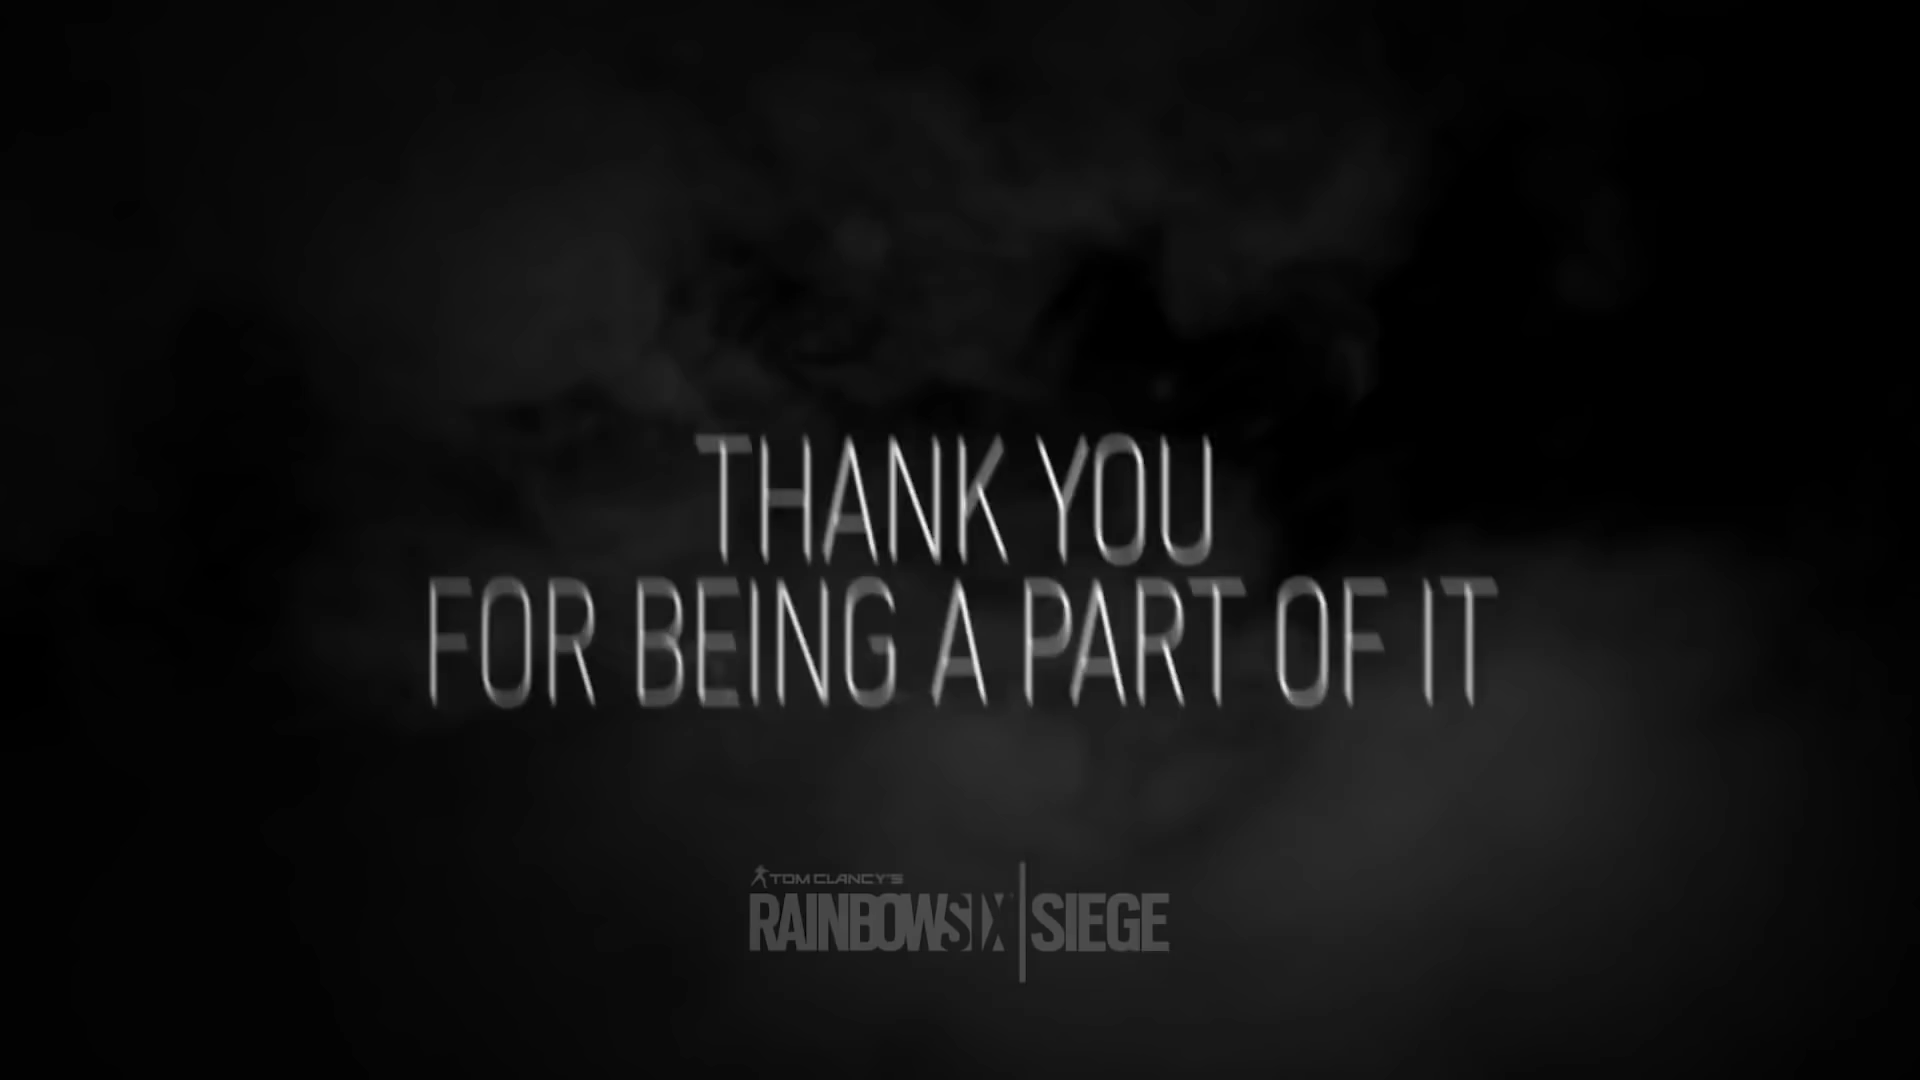 THANK YOU
FOR BEING A PART OF IT
TOM CLANCY'S
RAINBOWSIX | SIEGE